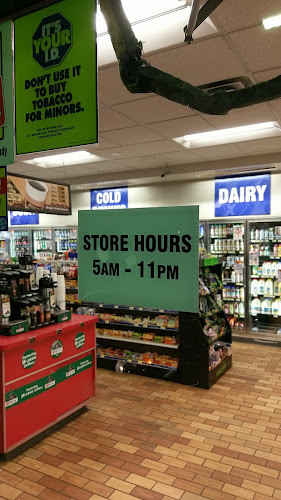 IT'S
YOUR
I.D.
DON'T USE IT
TO BUY
TOBACCO
FOR MINORS.
COLD
DAIRY
STORE HOURS
5AM - 11PM